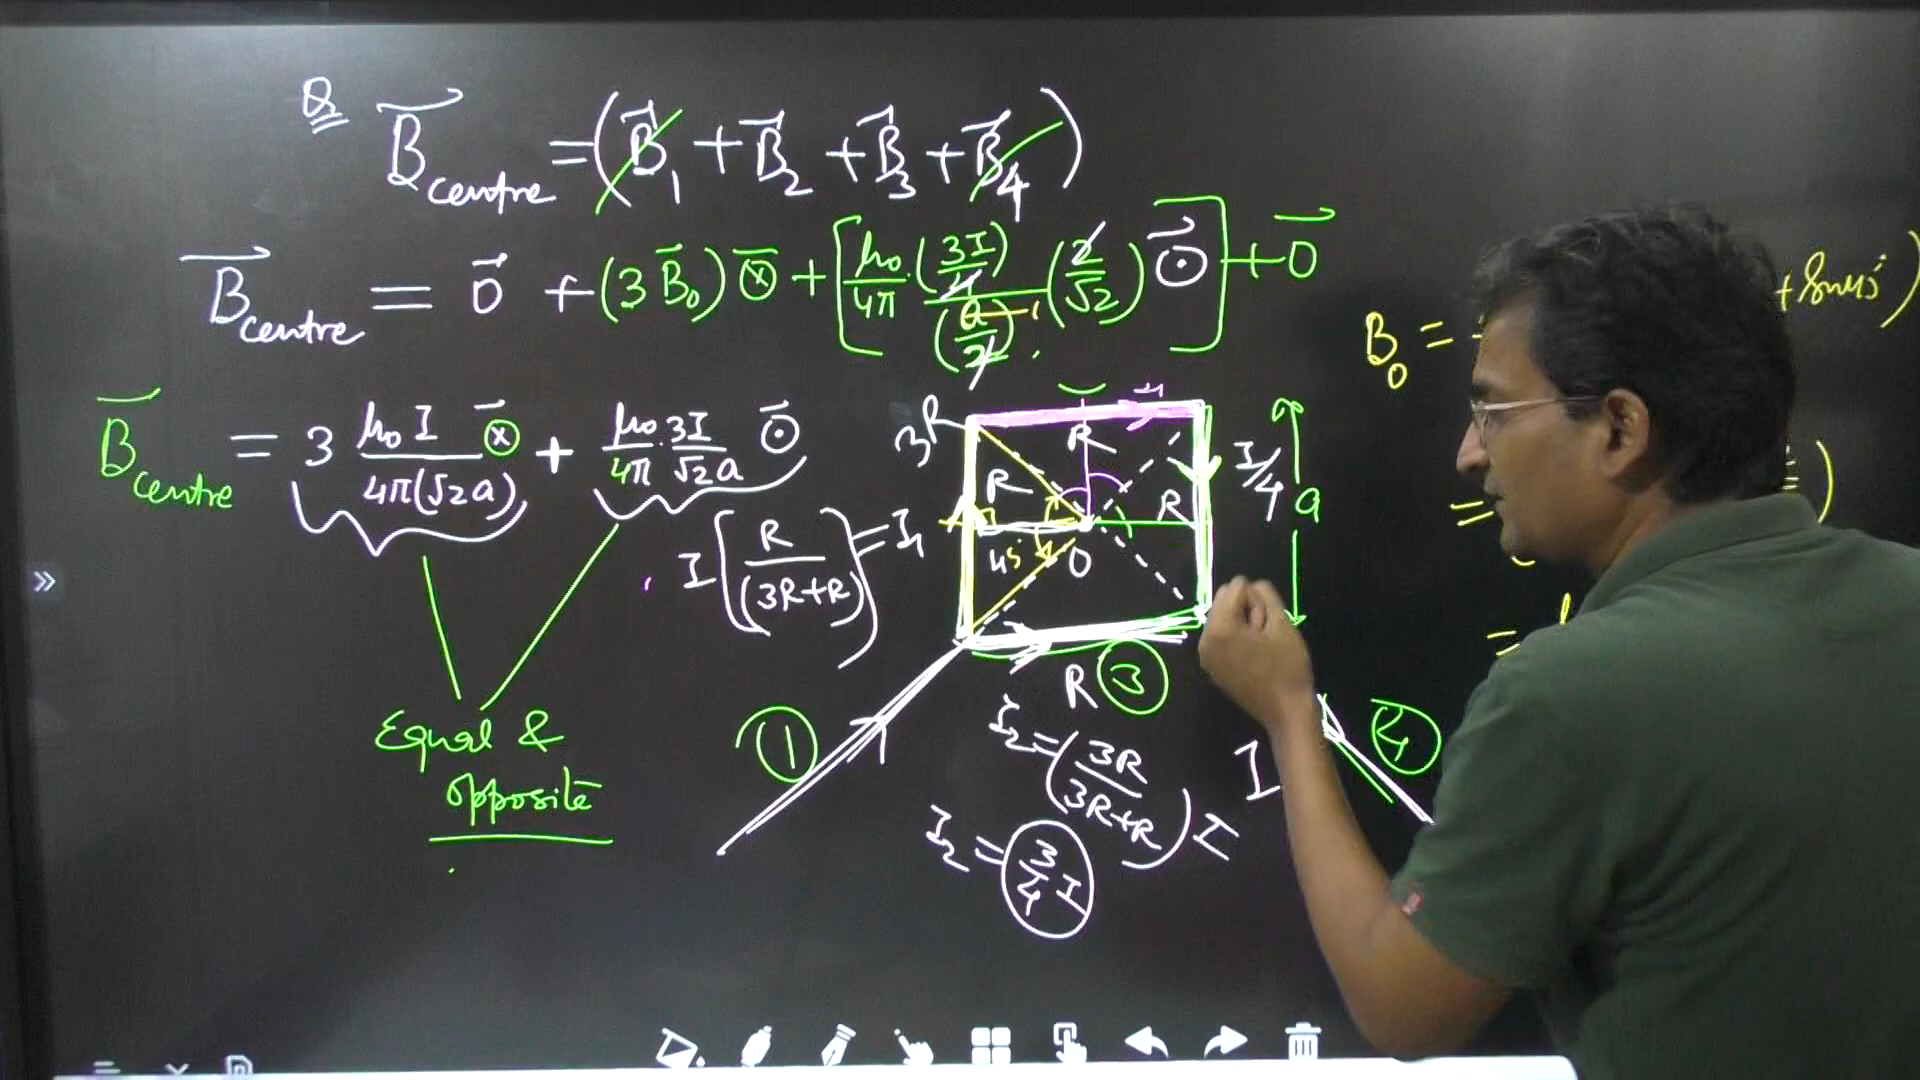 Q B⃗centre = (B⃗1 + B⃗2 + B⃗3 + B⃗4)
B⃗centre = 0⃗ + (3B⃗0) ⊗ + [μ0/4π · (3I/4)/(a/2) (2/√2) ⊙] + 0⃗
B⃗centre = 3 μ0 I/4π(√2a) ⊗ + μ0/4π · 3I/√2a ⊙
Equal &
opposite
I[R/(3R+R)] = I1
3R
R
R
R
45
O
I/4
a
R ③
①
I2 = (3R/3R+R) I
I2 = 3/4 I
I
④
B0 =
+ Sin45°)
=
=